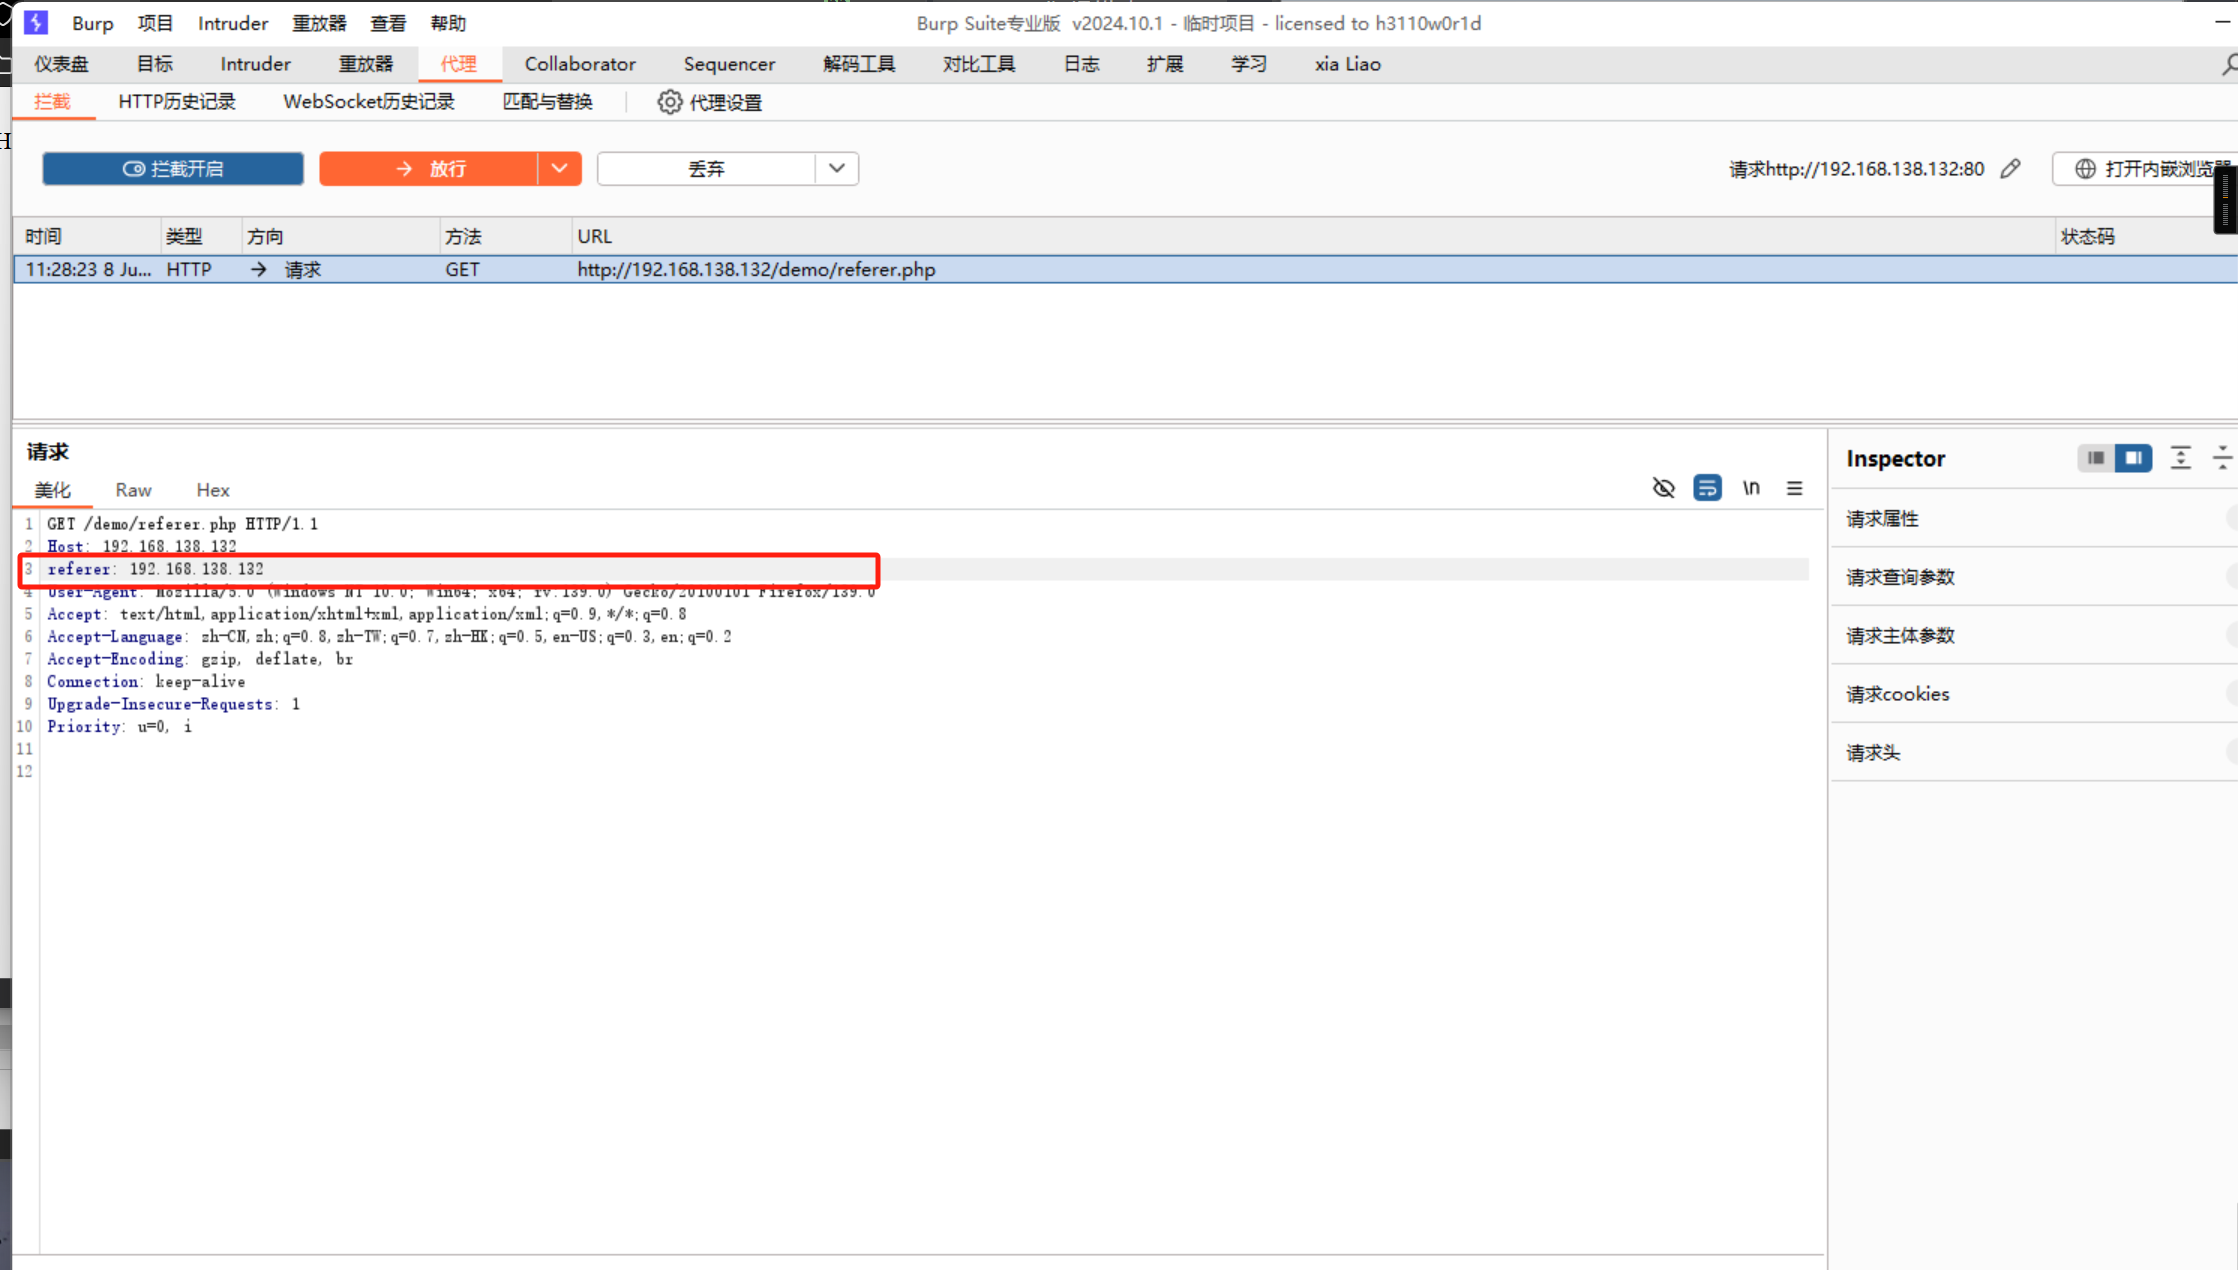 Burp 项目 Intruder 重放器 查看 帮助 Burp Suite专业版 v2024.10.1 - 临时项目 - licensed to h3110w0r1d
仪表盘 目标 Intruder 重放器 代理 Collaborator Sequencer 解码工具 对比工具 日志 扩展 学习 xia Liao
拦截 HTTP历史记录 WebSocket历史记录 匹配与替换 代理设置
H
拦截开启 放行 丢弃 请求http://192.168.138.132:80 打开内嵌浏览器
时间 类型 方向 方法 URL 状态码
11:28:23 8 Ju... HTTP → 请求 GET http://192.168.138.132/demo/referer.php
请求
美化 Raw Hex \n
Inspector
1 GET /demo/referer.php HTTP/1.1
2 Host: 192.168.138.132
3 referer: 192.168.138.132
4 User-Agent: Mozilla/5.0 (Windows NT 10.0; Win64; x64; rv:139.0) Gecko/20100101 Firefox/139.0
5 Accept: text/html,application/xhtml+xml,application/xml;q=0.9,*/*;q=0.8
6 Accept-Language: zh-CN,zh;q=0.8,zh-TW;q=0.7,zh-HK;q=0.5,en-US;q=0.3,en;q=0.2
7 Accept-Encoding: gzip, deflate, br
8 Connection: keep-alive
9 Upgrade-Insecure-Requests: 1
10 Priority: u=0, i
11
12
请求属性
请求查询参数
请求主体参数
请求cookies
请求头